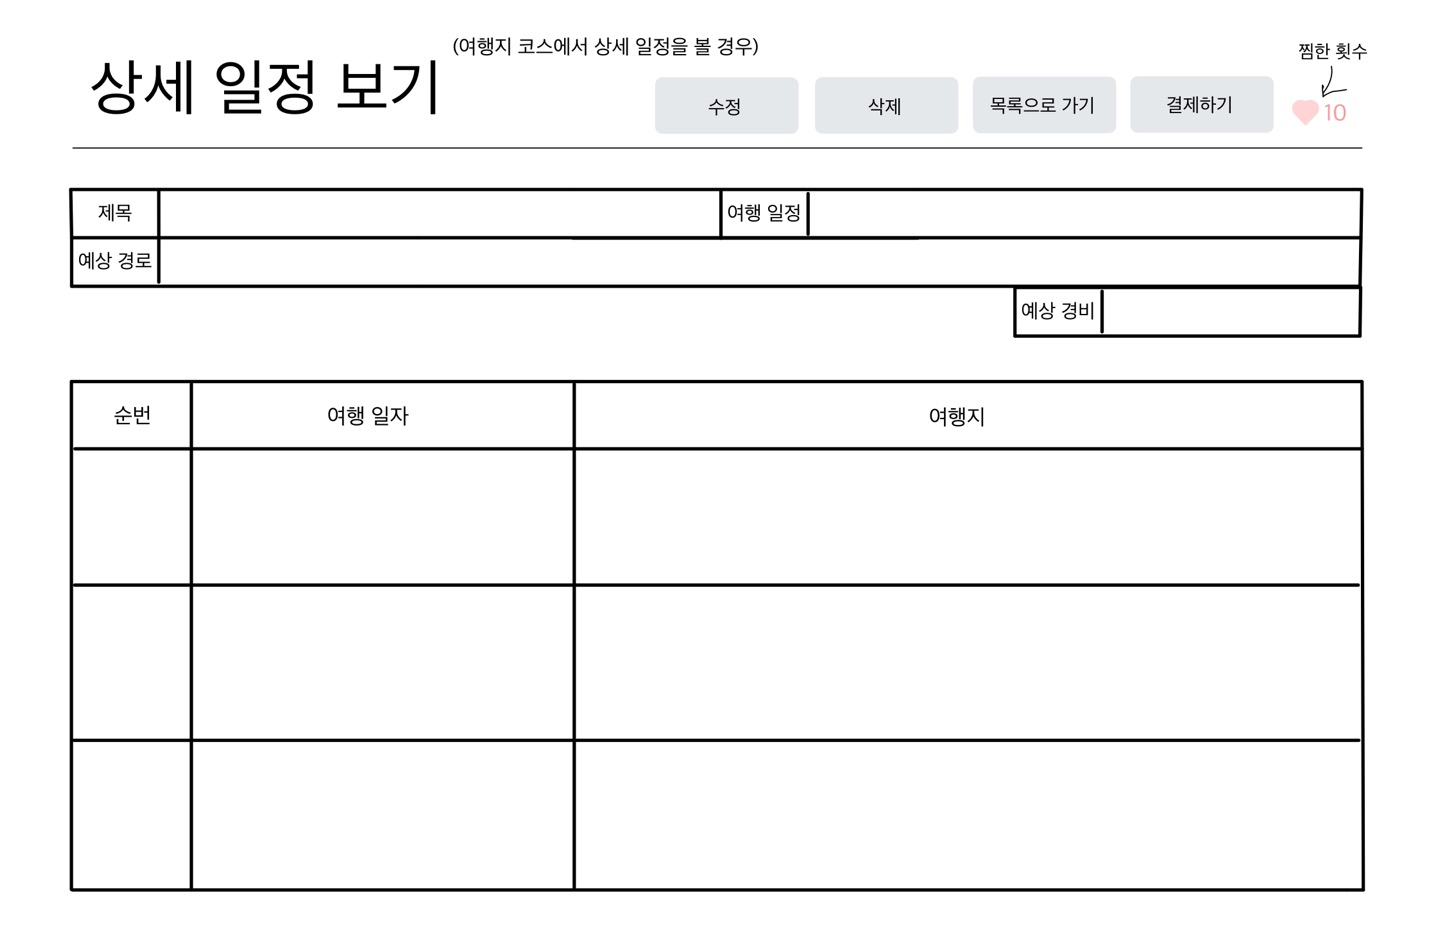 (여행지 코스에서 상세 일정을 볼 경우)
상세 일정 보기
찜한 횟수
수정 삭제 목록으로 가기 결제하기 10
제목 여행 일정
예상 경로
예상 경비
순번 여행 일자 여행지